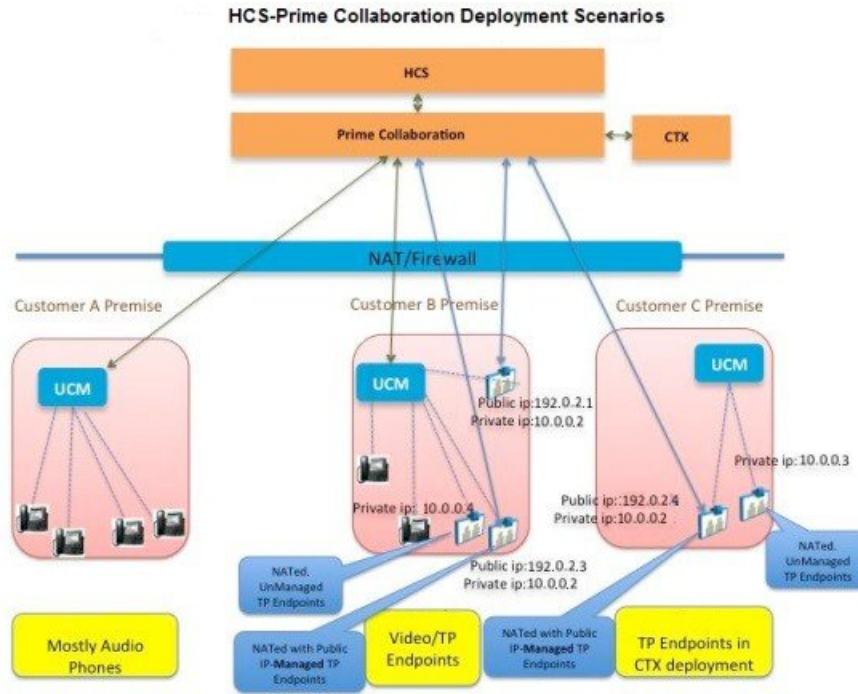 HCS-Prime Collaboration Deployment Scenarios
HCS
Prime Collaboration
CTX
NAT/Firewall
Customer A Premise
Customer B Premise
Customer C Premise
UCM
UCM
UCM
Public ip:192.0.2.1
Private ip:10.0.0.2
Private ip:10.0.0.3
Private ip: 10.0.0.4
Public ip::192.0.2.4
Private ip:10.0.0.2
Public ip:192.0.2.3
Private ip:10.0.0.2
NATed.
UnManaged
TP Endpoints
NATed.
UnManaged
TP Endpoints
NATed with Public
IP-Managed TP
Endpoints
NATed with Public
IP-Managed TP
Endpoints
Mostly Audio
Phones
Video/TP
Endpoints
TP Endpoints in
CTX deployment